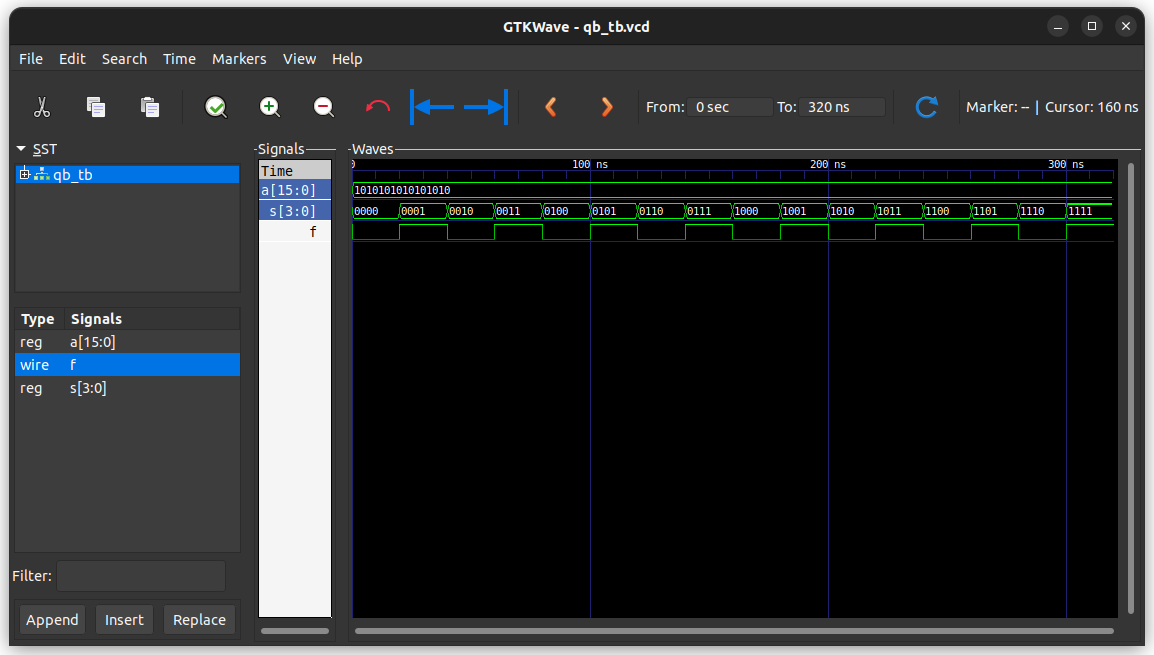 GTKWave - qb_tb.vcd
File Edit Search Time Markers View Help
From: 0 sec To: 320 ns Marker: -- | Cursor: 160 ns
SST
qb_tb
Type Signals
reg a[15:0]
wire f
reg s[3:0]
Filter:
Append Insert Replace
Signals
Time
a[15:0]
s[3:0]
f
Waves
0 100 ns 200 ns 300 ns
1010101010101010
0000 0001 0010 0011 0100 0101 0110 0111 1000 1001 1010 1011 1100 1101 1110 1111